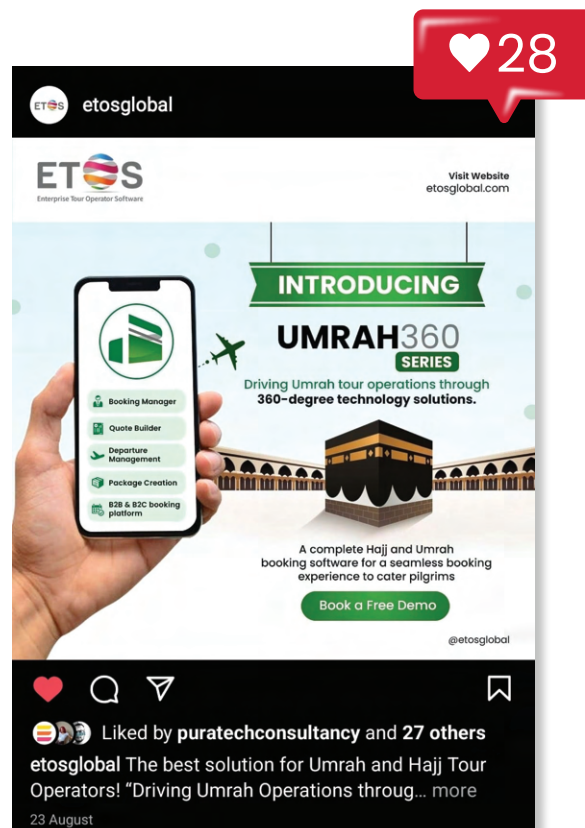 28
ETOS
etosglobal
ETOS
Enterprise Tour Operator Software
Visit Website
etosglobal.com
INTRODUCING
UMRAH360
SERIES
Driving Umrah tour operations through
360-degree technology solutions.
Booking Manager
Quote Builder
Departure
Management
Package Creation
B2B & B2C booking
platform
A complete Hajj and Umrah
booking software for a seamless booking
experience to cater pilgrims
Book a Free Demo
@etosglobal
Liked by puratechconsultancy and 27 others
etosglobal The best solution for Umrah and Hajj Tour
Operators! “Driving Umrah Operations throug... more
23 August